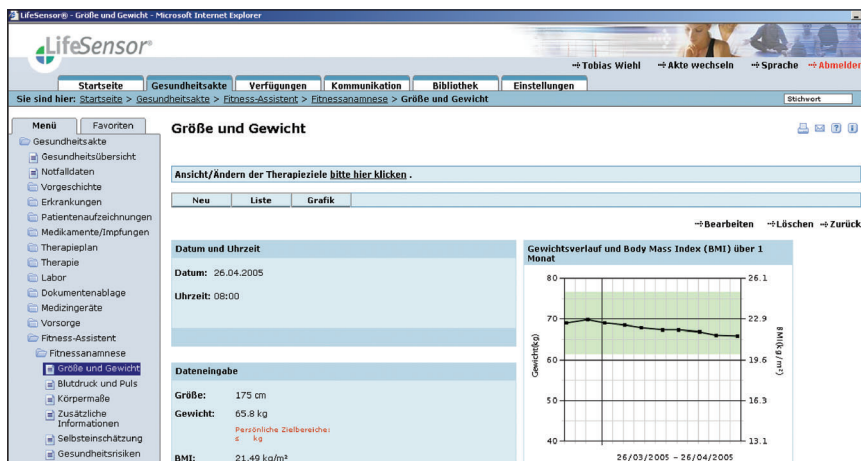 LifeSensor® - Größe und Gewicht - Microsoft Internet Explorer
LifeSensor®
Tobias Wiehl Akte wechseln Sprache Abmelden
Startseite Gesundheitsakte Verfügungen Kommunikation Bibliothek Einstellungen
Sie sind hier: Startseite > Gesundheitsakte > Fitness-Assistent > Fitnessanamnese > Größe und Gewicht
Stichwort
Menü Favoriten
Gesundheitsakte
Gesundheitsübersicht
Notfalldaten
Vorgeschichte
Erkrankungen
Patientenaufzeichnungen
Medikamente/Impfungen
Therapieplan
Therapie
Labor
Dokumentenablage
Medizingeräte
Vorsorge
Fitness-Assistent
Fitnessanamnese
Größe und Gewicht
Blutdruck und Puls
Körpermaße
Zusätzliche
Informationen
Selbsteinschätzung
Gesundheitsrisiken
Größe und Gewicht
Ansicht/Ändern der Therapieziele bitte hier klicken .
Neu Liste Grafik
Bearbeiten Löschen Zurück
Datum und Uhrzeit
Datum: 26.04.2005
Uhrzeit: 08:00
Dateneingabe
Größe: 175 cm
Gewicht: 65.8 kg
Persönliche Zielbereiche:
≤ kg
BMI: 21.49 kg/m²
Gewichtsverlauf und Body Mass Index (BMI) über 1
Monat
80 26.1
70 22.9
60 19.6
50 16.3
40 13.1
Gewicht(kg)
BMI(kg/m²)
26/03/2005 - 26/04/2005